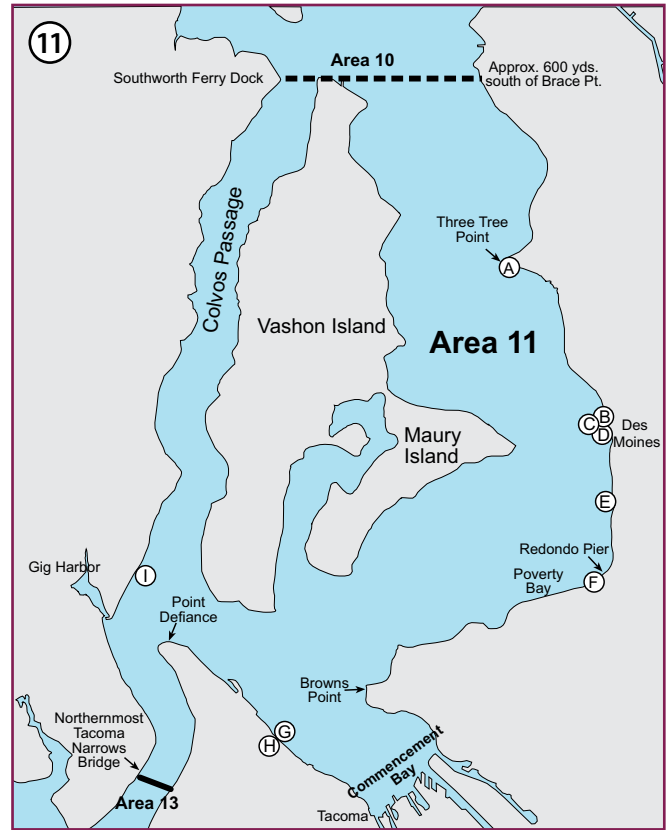 11
Area 10
Southworth Ferry Dock
Approx. 600 yds.
south of Brace Pt.
Colvos Passage
Three Tree
Point
A
Vashon Island
Area 11
B
C
D
Des
Moines
Maury
Island
E
Redondo Pier
Gig Harbor
I
Poverty
Bay
F
Point
Defiance
Browns
Point
Northernmost
Tacoma
Narrows
Bridge
G
H
Commencement
Bay
Area 13
Tacoma